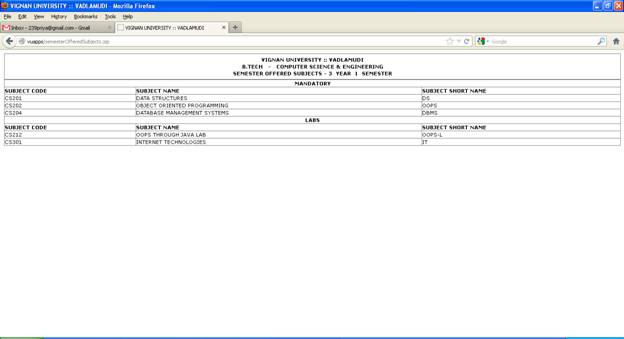 VIGNAN UNIVERSITY :: VADLAMUDI - Mozilla Firefox
File Edit View History Bookmarks Tools Help
Inbox - 239priya@gmail.com - Gmail × VIGNAN UNIVERSITY :: VADLAMUDI × +
vuapps/semesterOfferedSubjects.jsp Google
VIGNAN UNIVERSITY :: VADLAMUDI
B.TECH - COMPUTER SCIENCE & ENGINEERING
SEMESTER OFFERED SUBJECTS - 3 YEAR 1 SEMESTER
MANDATORY
SUBJECT CODE SUBJECT NAME SUBJECT SHORT NAME
CS201 DATA STRUCTURES DS
CS202 OBJECT ORIENTED PROGRAMMING OOPS
CS204 DATABASE MANAGEMENT SYSTEMS DBMS
LABS
SUBJECT CODE SUBJECT NAME SUBJECT SHORT NAME
CS212 OOPS THROUGH JAVA LAB OOPS-L
CS301 INTERNET TECHNOLOGIES IT